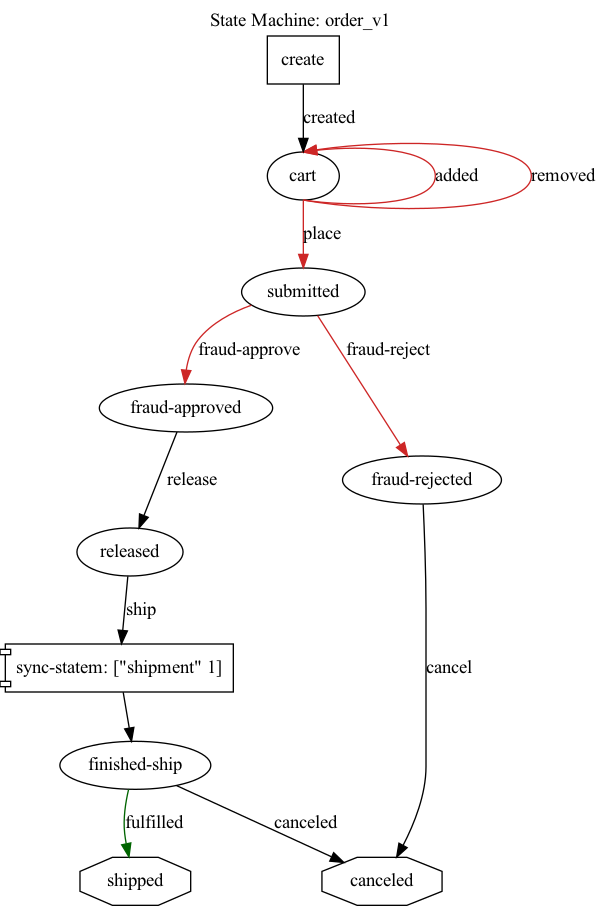 State Machine: order_v1
create
created
cart
added
removed
place
submitted
fraud-approve
fraud-reject
fraud-approved
fraud-rejected
release
released
ship
sync-statem: ["shipment" 1]
cancel
finished-ship
fulfilled
canceled
shipped
canceled